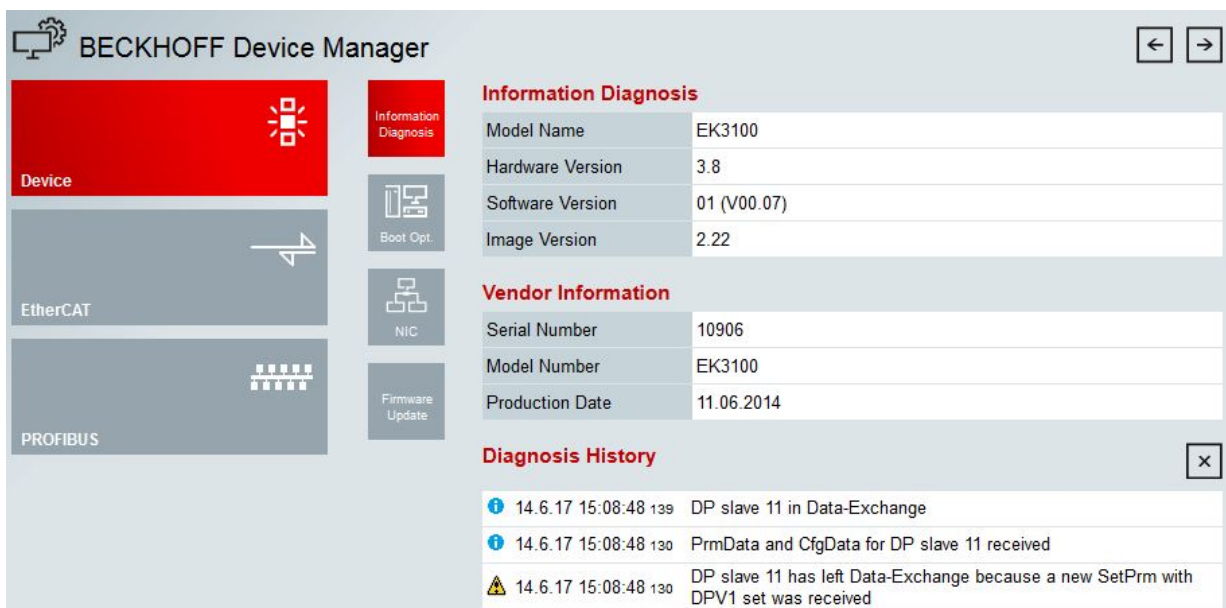 BECKHOFF Device Manager
Device
EtherCAT
PROFIBUS
Information
Diagnosis
Boot Opt.
NIC
Firmware
Update
Information Diagnosis
Model Name EK3100
Hardware Version 3.8
Software Version 01 (V00.07)
Image Version 2.22
Vendor Information
Serial Number 10906
Model Number EK3100
Production Date 11.06.2014
Diagnosis History
14.6.17 15:08:48 139 DP slave 11 in Data-Exchange
14.6.17 15:08:48 130 PrmData and CfgData for DP slave 11 received
14.6.17 15:08:48 130 DP slave 11 has left Data-Exchange because a new SetPrm with
DPV1 set was received